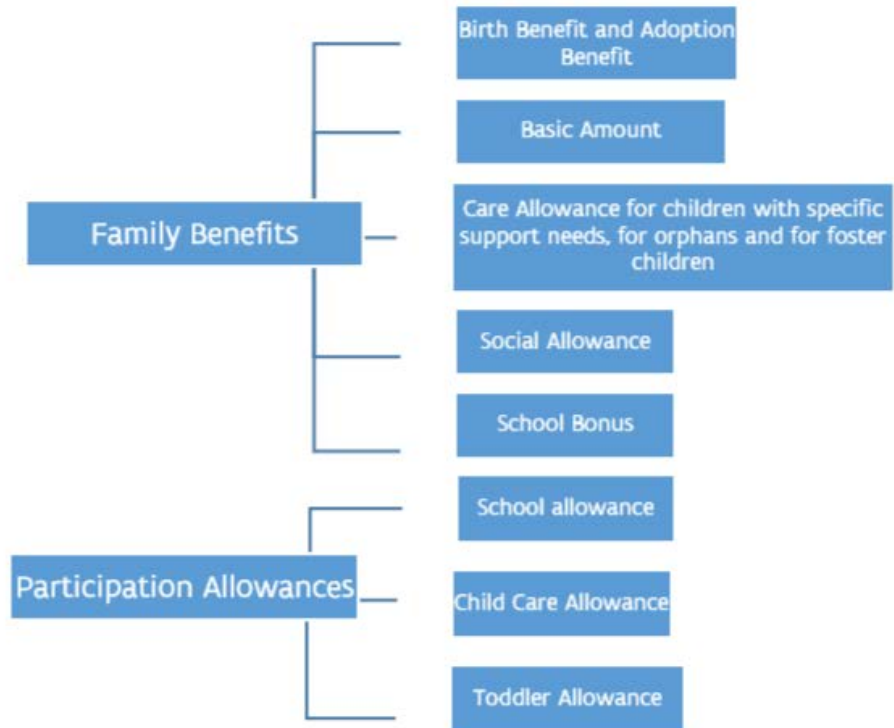 Birth Benefit and Adoption
Benefit
Basic Amount
Family Benefits
Care Allowance for children with specific
support needs, for orphans and for foster
children
Social Allowance
School Bonus
School allowance
Participation Allowances
Child Care Allowance
Toddler Allowance